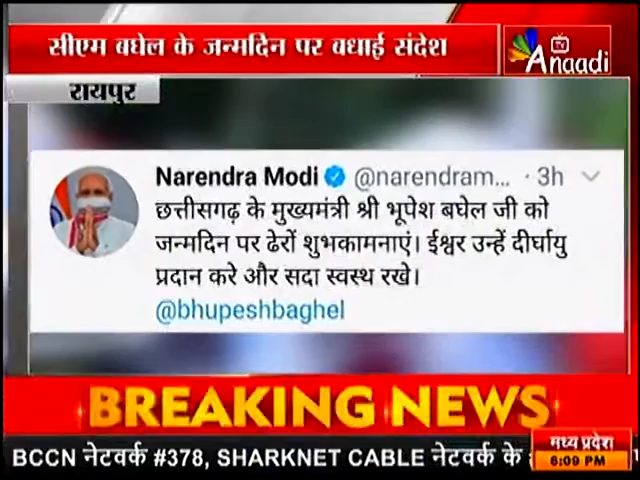 सीएम बघेल के जन्मदिन पर बधाई संदेश
TV
Anaadi
रायपुर
Narendra Modi @narendram... · 3h
छत्तीसगढ़ के मुख्यमंत्री श्री भूपेश बघेल जी को
जन्मदिन पर ढेरों शुभकामनाएं। ईश्वर उन्हें दीर्घायु
प्रदान करे और सदा स्वस्थ रखे।
@bhupeshbaghel
BREAKING NEWS
BCCN नेटवर्क #378, SHARKNET CABLE नेटवर्क के
मध्य प्रदेश
6:09 PM